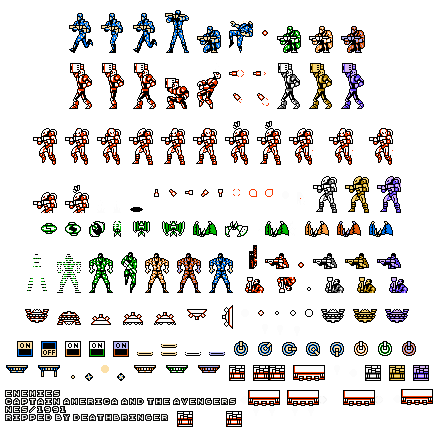 ON OFF ON ON ON
ENEMIES
CAPTAIN AMERICA AND THE AVENGERS
NES/1991
RIPPED BY DEATHBRINGER